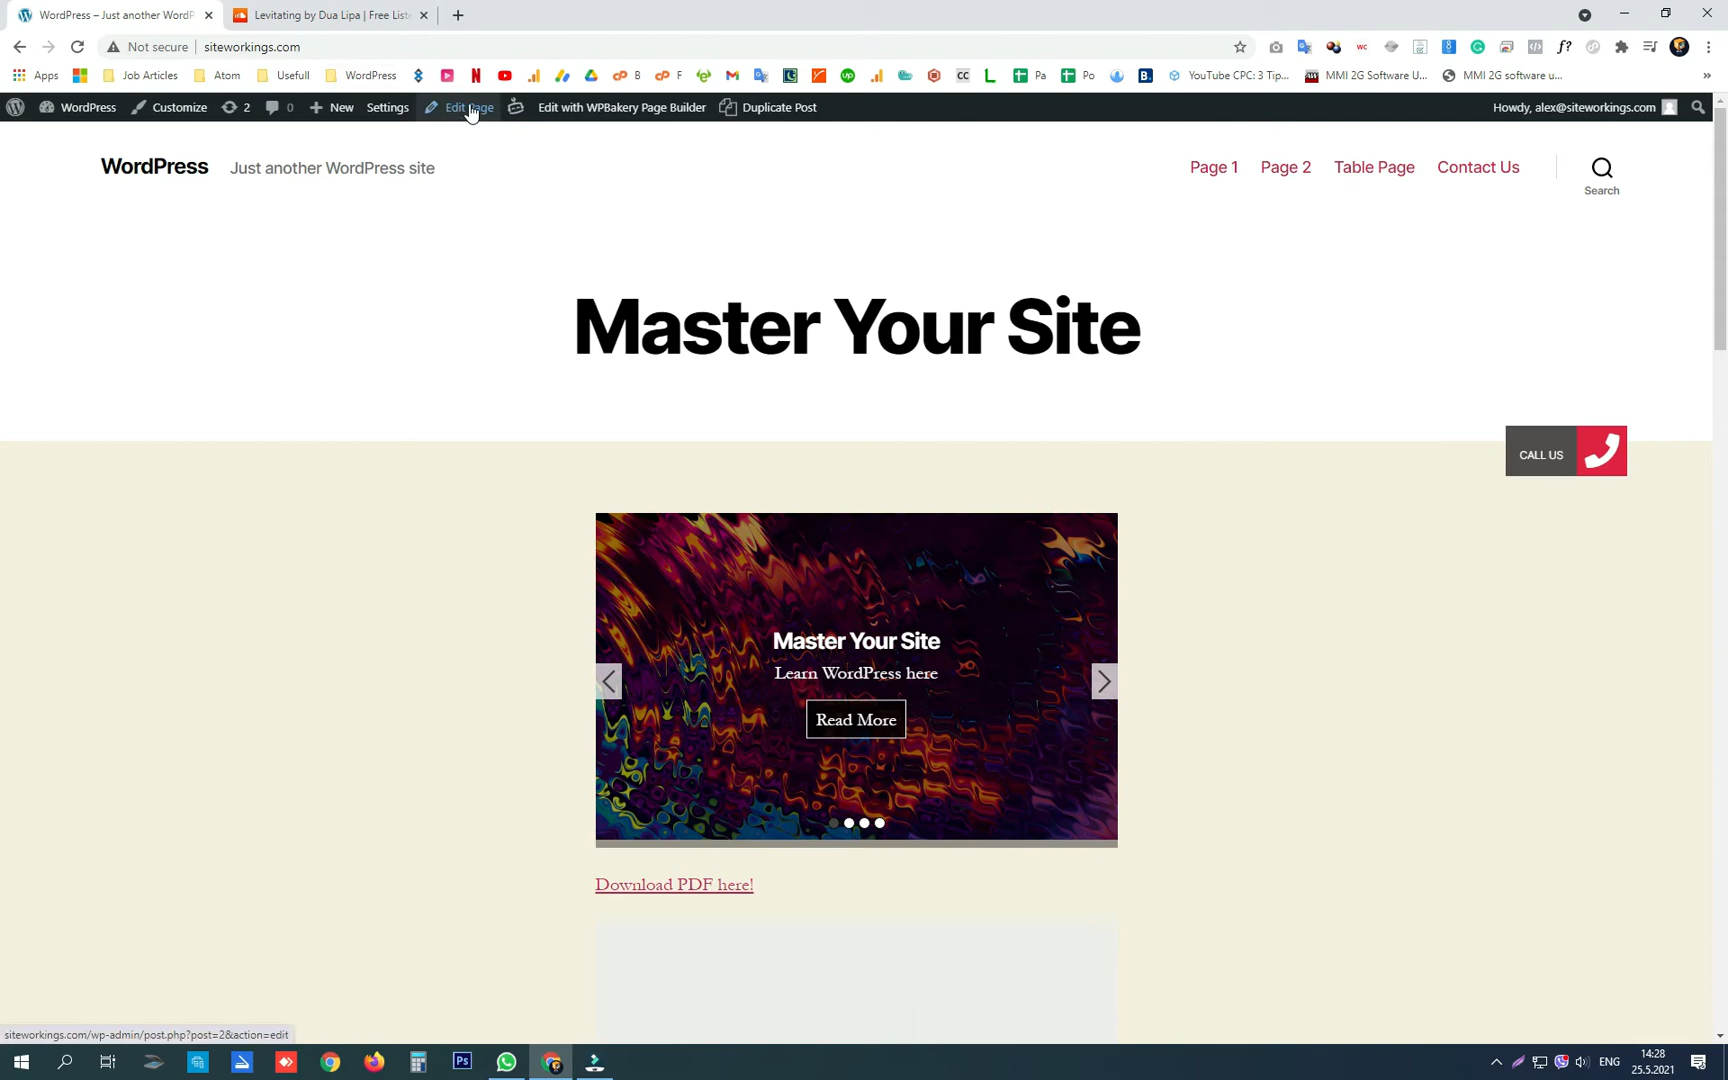 WordPress – Just another WordP
Levitating by Dua Lipa | Free Liste
Not secure | siteworkings.com
Apps
Job Articles
Atom
Usefull
WordPress
B
F
Pa
Po
YouTube CPC: 3 Tip...
MMI 2G Software U...
MMI 2G software u...
WordPress
Customize
2
0
New
Settings
Edit Page
Edit with WPBakery Page Builder
Duplicate Post
Howdy, alex@siteworkings.com
WordPress
Just another WordPress site
Page 1
Page 2
Table Page
Contact Us
Search
Master Your Site
CALL US
Master Your Site
Learn WordPress here
Read More
Download PDF here!
siteworkings.com/wp-admin/post.php?post=2&action=edit
ENG
14:28
25.5.2021